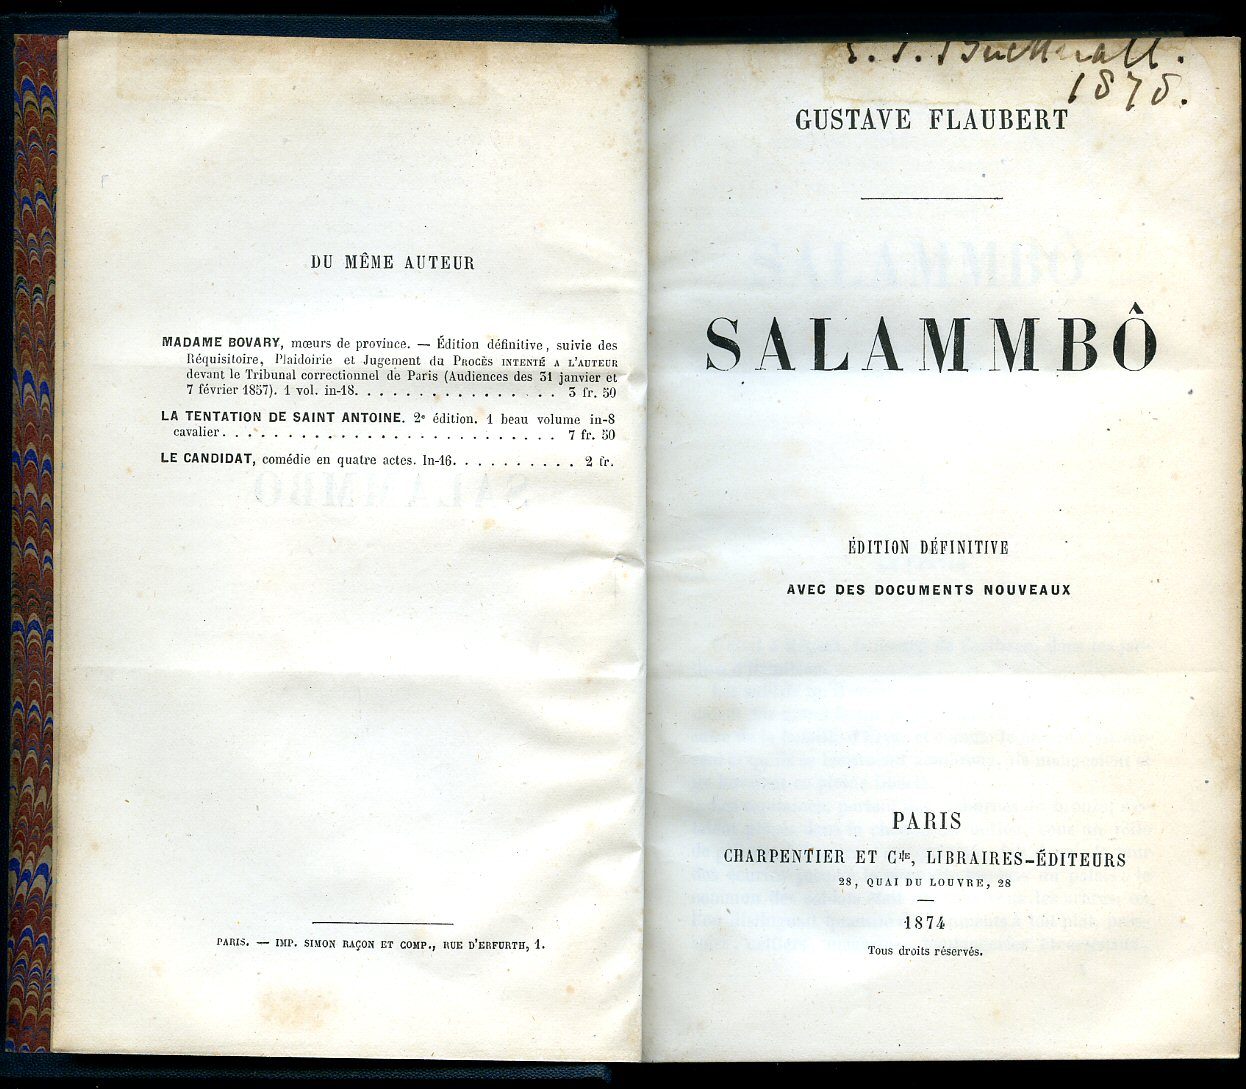 DU MÊME AUTEUR
MADAME BOVARY, mœurs de province. — Édition définitive, suivie des
Réquisitoire, Plaidoirie et Jugement du PROCÈS INTENTÉ A L'AUTEUR
devant le Tribunal correctionnel de Paris (Audiences des 31 janvier et
7 février 1857). 1 vol. in-18. . . . . . . . . . . . . . . . 3 fr. 50
LA TENTATION DE SAINT ANTOINE. 2e édition. 1 beau volume in-8
cavalier. . . . . . . . . . . . . . . . . . . . . . . . . . 7 fr. 50
LE CANDIDAT, comédie en quatre actes. In-16. . . . . . . . . . . 2 fr.
PARIS. — IMP. SIMON RAÇON ET COMP., RUE D'ERFURTH, 1.
1878.
GUSTAVE FLAUBERT
SALAMMBÔ
ÉDITION DÉFINITIVE
AVEC DES DOCUMENTS NOUVEAUX
PARIS
CHARPENTIER ET Cie, LIBRAIRES-ÉDITEURS
28, QUAI DU LOUVRE, 28
1874
Tous droits réservés.